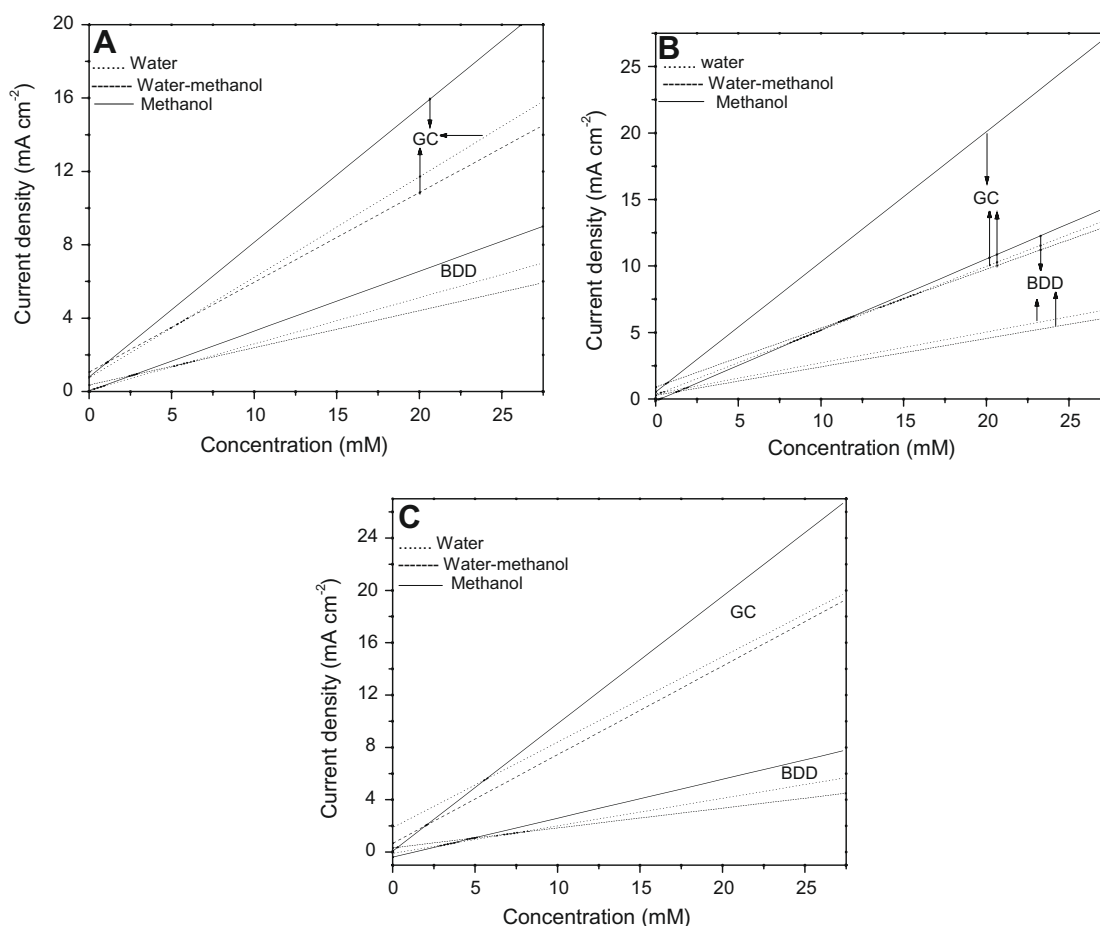 A
Water
Water-methanol
Methanol
GC
BDD
20
16
12
8
4
0
0
5
10
15
20
25
Current density (mA cm⁻²)
Concentration (mM)
B
water
Water-methanol
Methanol
GC
BDD
25
20
15
10
5
0
0
5
10
15
20
25
Current density (mA cm⁻²)
Concentration (mM)
C
Water
Water-methanol
Methanol
GC
BDD
24
20
16
12
8
4
0
0
5
10
15
20
25
Current density (mA cm⁻²)
Concentration (mM)